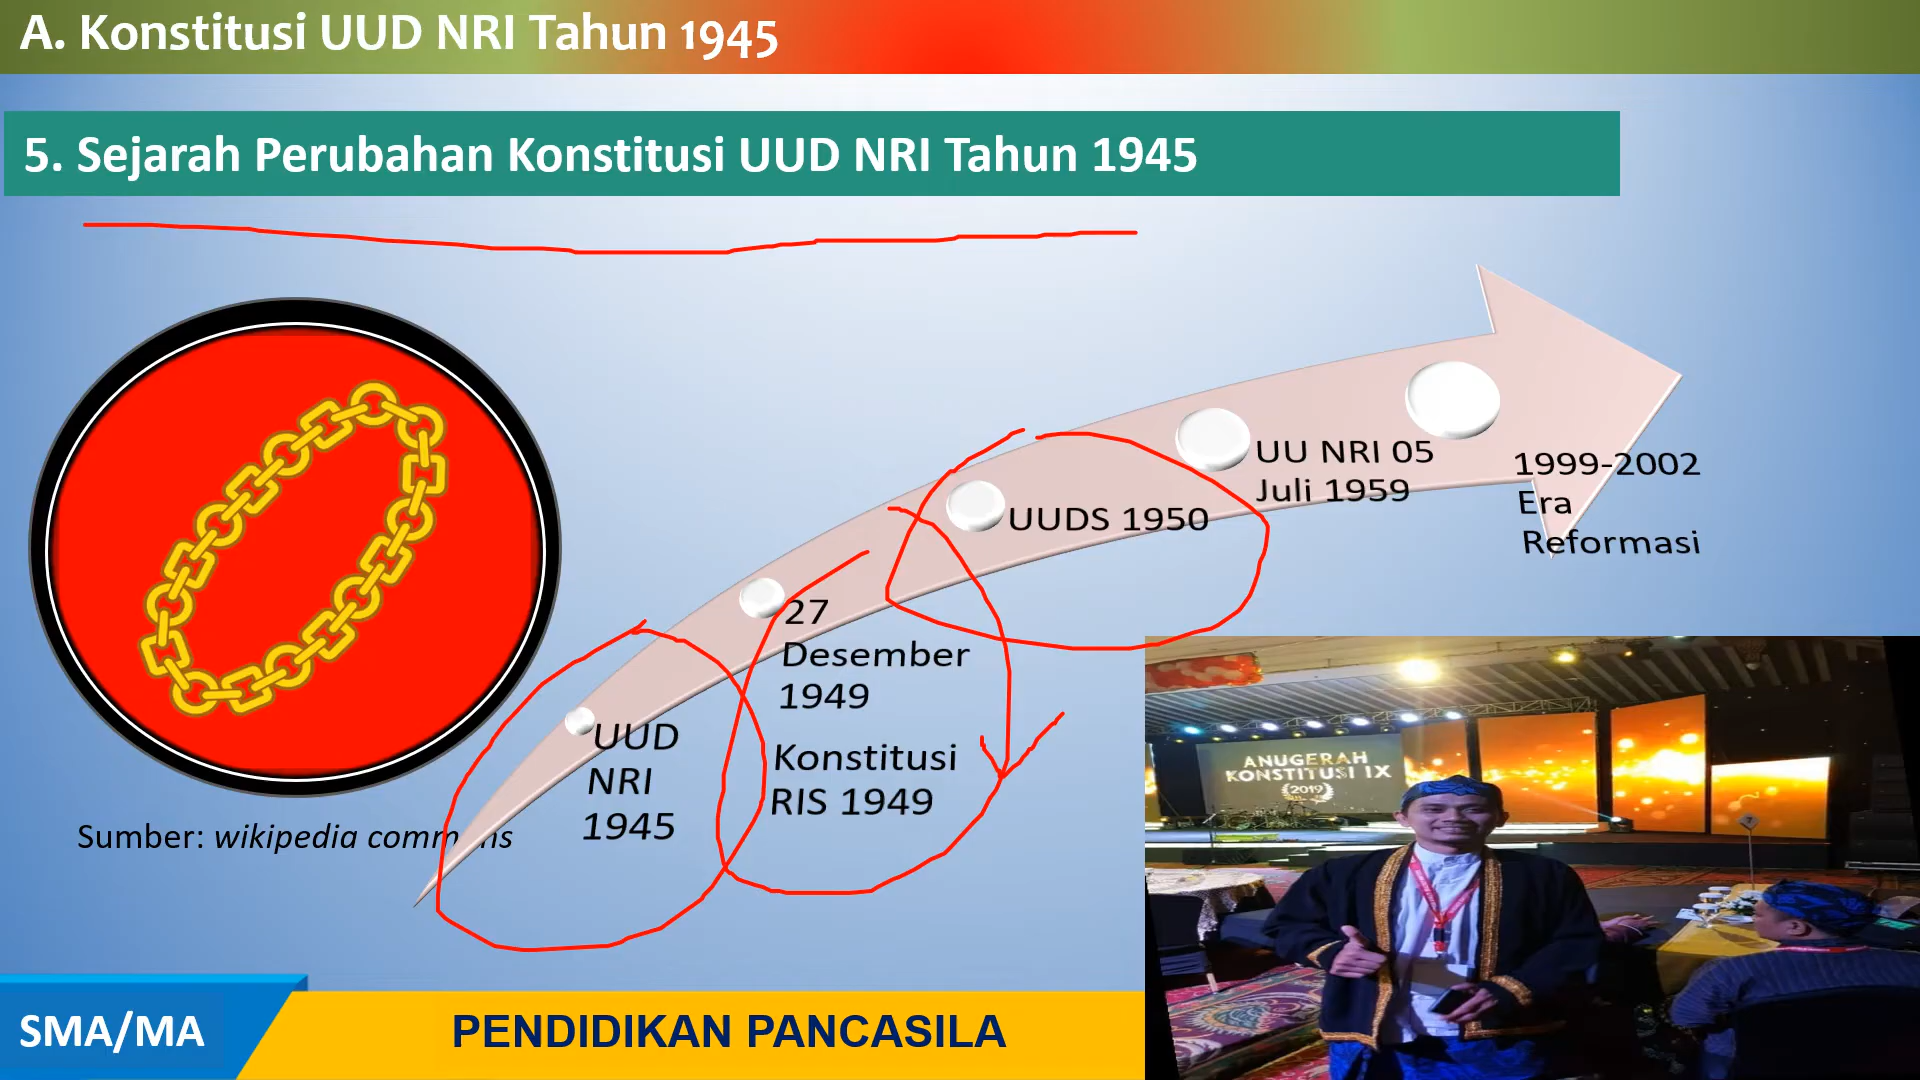 A. Konstitusi UUD NRI Tahun 1945
5. Sejarah Perubahan Konstitusi UUD NRI Tahun 1945
Sumber: wikipedia
UUD
NRI
1945
27
Desember
1949
Konstitusi
RIS 1949
UUDS 1950
UU NRI 05
Juli 1959
1999-2002
Era
Reformasi
ANUGERAH
KONSTITUSI IX
2019
SMA/MA
PENDIDIKAN PANCASILA